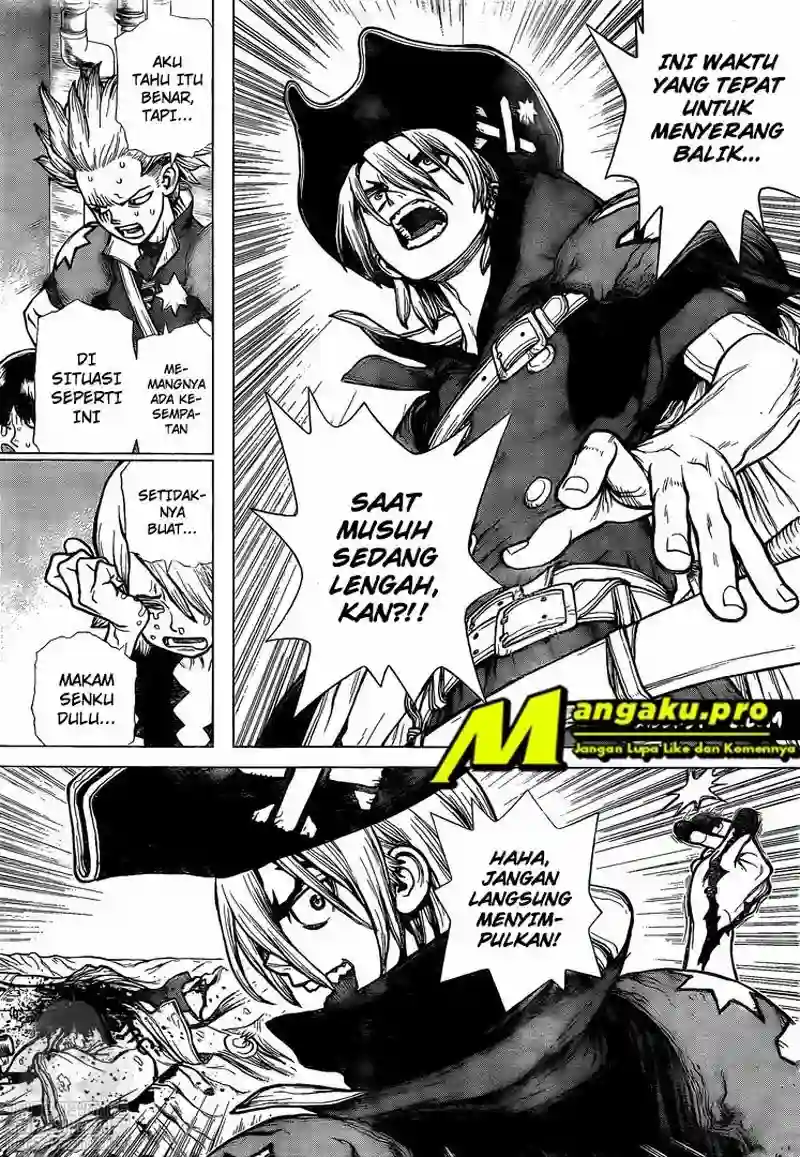 INI WAKTU
YANG TEPAT
UNTUK
MENYERANG
BALIK...
SAAT
MUSUH
SEDANG
LENGAH,
KAN?!!
AKU
TAHU ITU
BENAR,
TAPI...
ME-
MANGNYA
ADA KE-
SEMPA-
TAN
DI
SITUASI
SEPERTI
INI
SETIDAK-
NYA
BUAT...
MAKAM
SENKU
DULU...
Mangaku.pro
Jangan Lupa Like dan Komennya
HAHA,
JANGAN
LANGSUNG
MENYIM-
PULKAN!